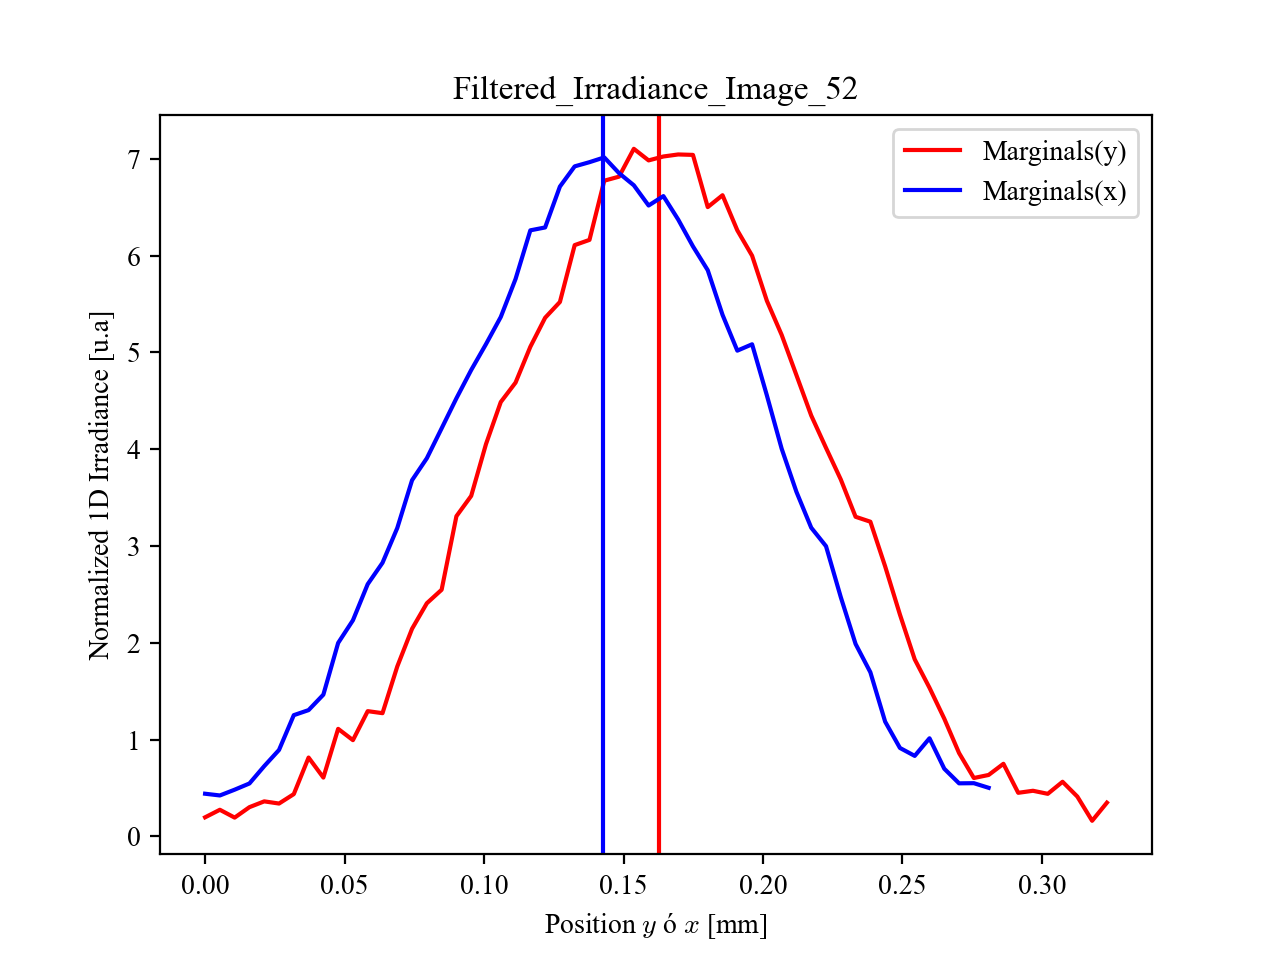 Filtered_Irradiance_Image_52
Marginals(y)
Marginals(x)
Normalized 1D Irradiance [u.a]
7
6
5
4
3
2
1
0
0.00 0.05 0.10 0.15 0.20 0.25 0.30
Position y ó x [mm]